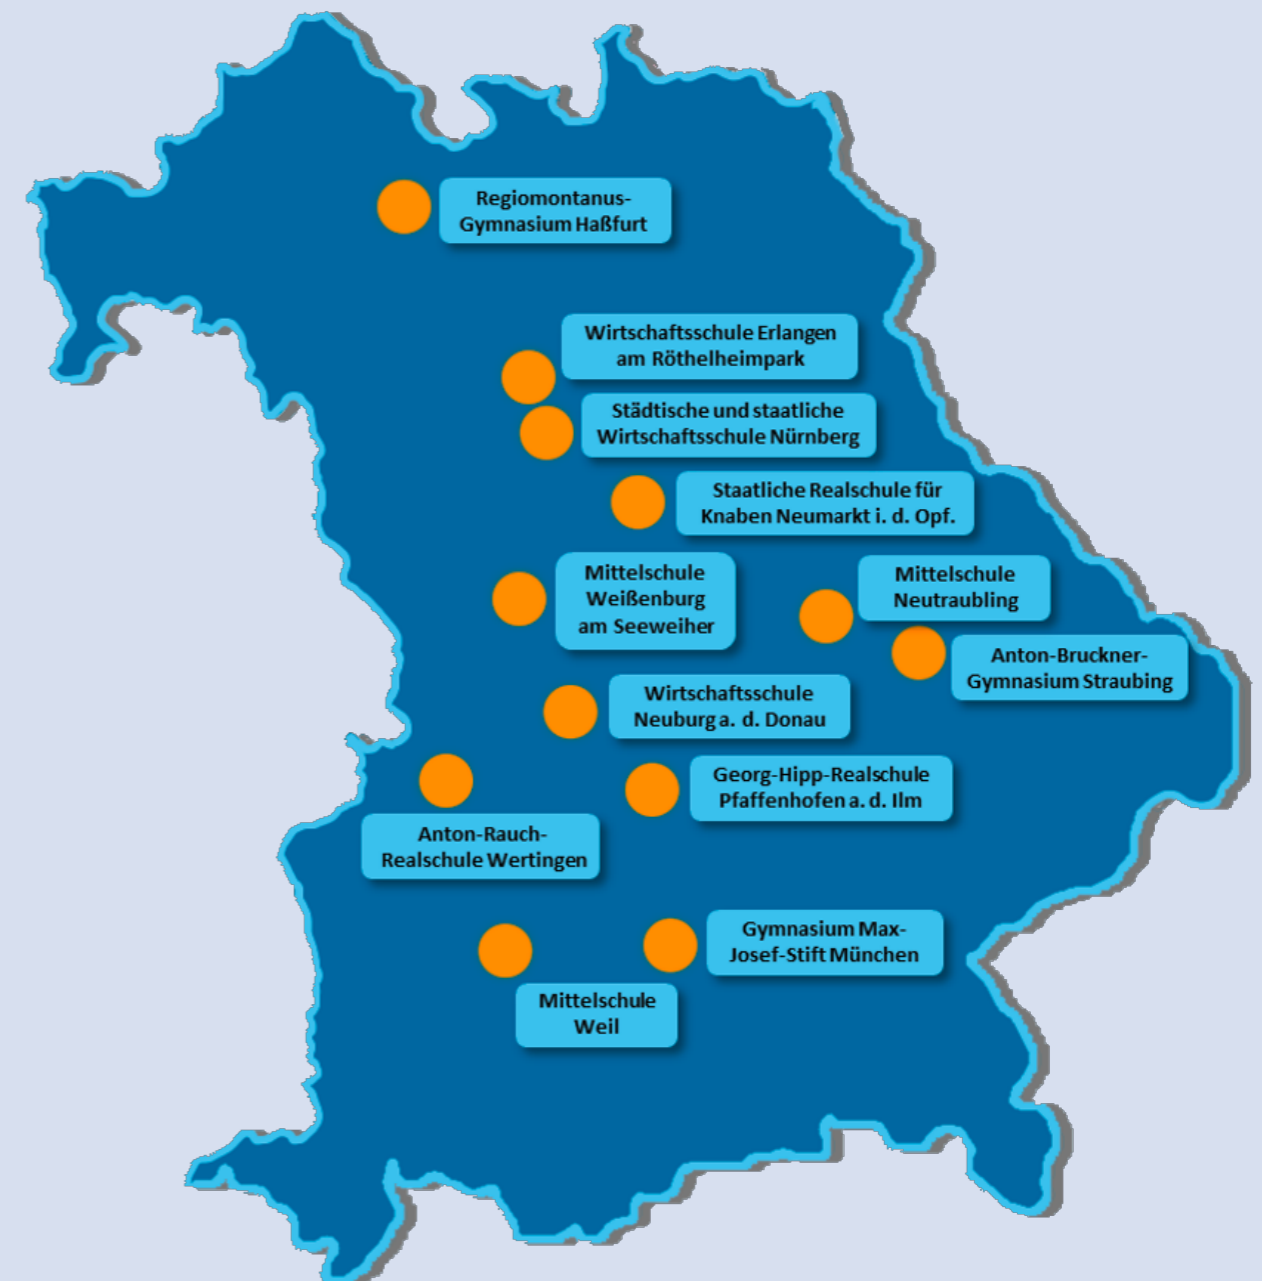 Regiomontanus-
Gymnasium Haßfurt
Wirtschaftsschule Erlangen
am Röthelheimpark
Städtische und staatliche
Wirtschaftsschule Nürnberg
Staatliche Realschule für
Knaben Neumarkt i. d. Opf.
Mittelschule
Weißenburg
am Seeweiher
Mittelschule
Neutraubling
Anton-Bruckner-
Gymnasium Straubing
Wirtschaftsschule
Neuburg a. d. Donau
Georg-Hipp-Realschule
Pfaffenhofen a. d. Ilm
Anton-Rauch-
Realschule Wertingen
Gymnasium Max-
Josef-Stift München
Mittelschule
Weil